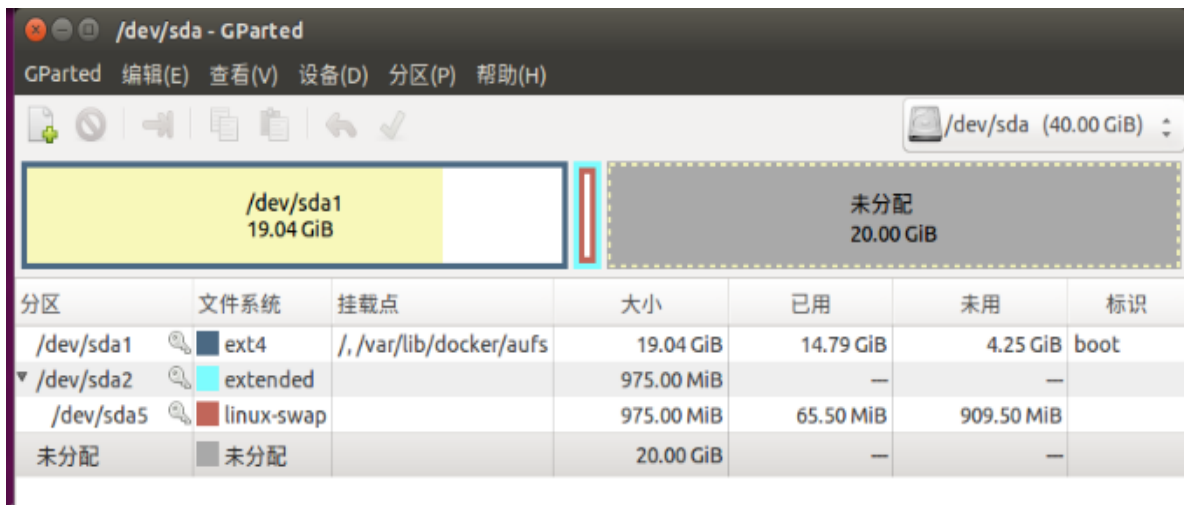 /dev/sda - GParted
GParted 编辑(E) 查看(V) 设备(D) 分区(P) 帮助(H)
/dev/sda (40.00 GiB)
/dev/sda1
19.04 GiB
未分配
20.00 GiB
分区 文件系统 挂载点 大小 已用 未用 标识
/dev/sda1 ext4 /, /var/lib/docker/aufs 19.04 GiB 14.79 GiB 4.25 GiB boot
/dev/sda2 extended 975.00 MiB — —
/dev/sda5 linux-swap 975.00 MiB 65.50 MiB 909.50 MiB
未分配 未分配 20.00 GiB — —